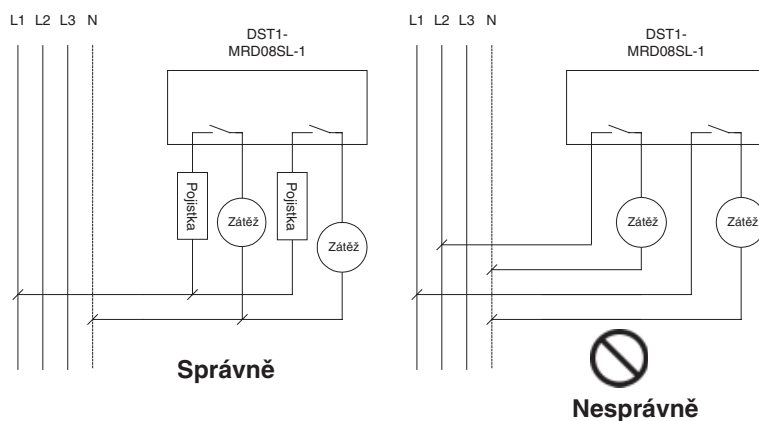 L1 L2 L3 N
DST1-
MRD08SL-1
Pojistka
Zátěž
Pojistka
Zátěž
Správně
L1 L2 L3 N
DST1-
MRD08SL-1
Zátěž
Zátěž
Nesprávně